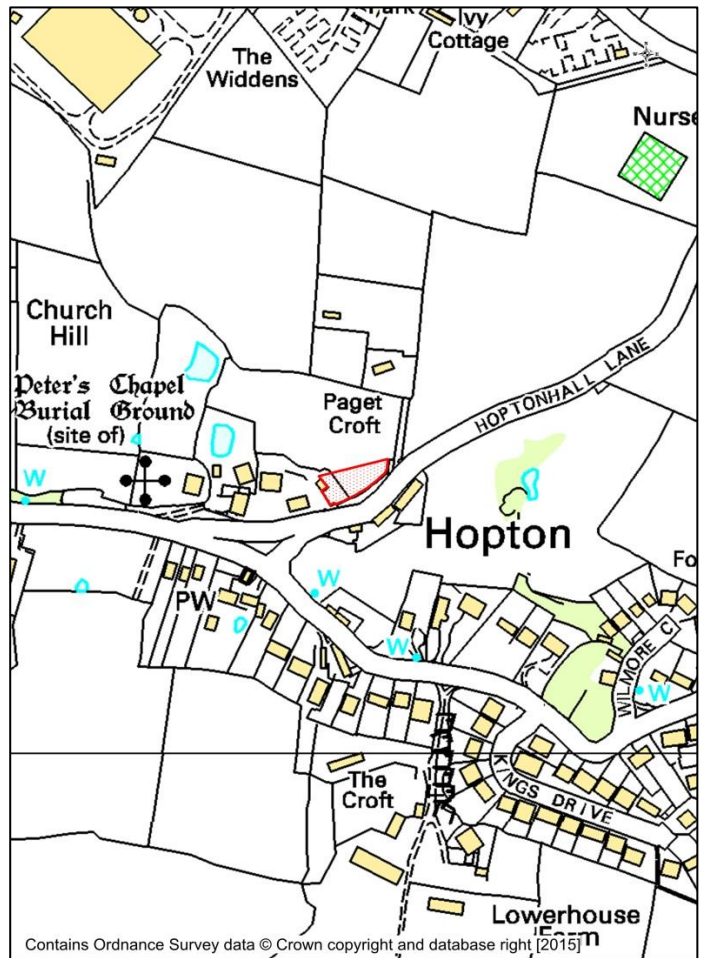 Ivy
Cottage
The
Widdens
Nurse
Church
Hill
Peter's Chapel
Burial Ground
(site of)
Paget
Croft
HOPTONHALL LANE
W
Hopton
Fo
W
PW
W
WILMORE C
W
The
Croft
KINGS DRIVE
Lowerhouse
Farm
Contains Ordnance Survey data © Crown copyright and database right [2015]